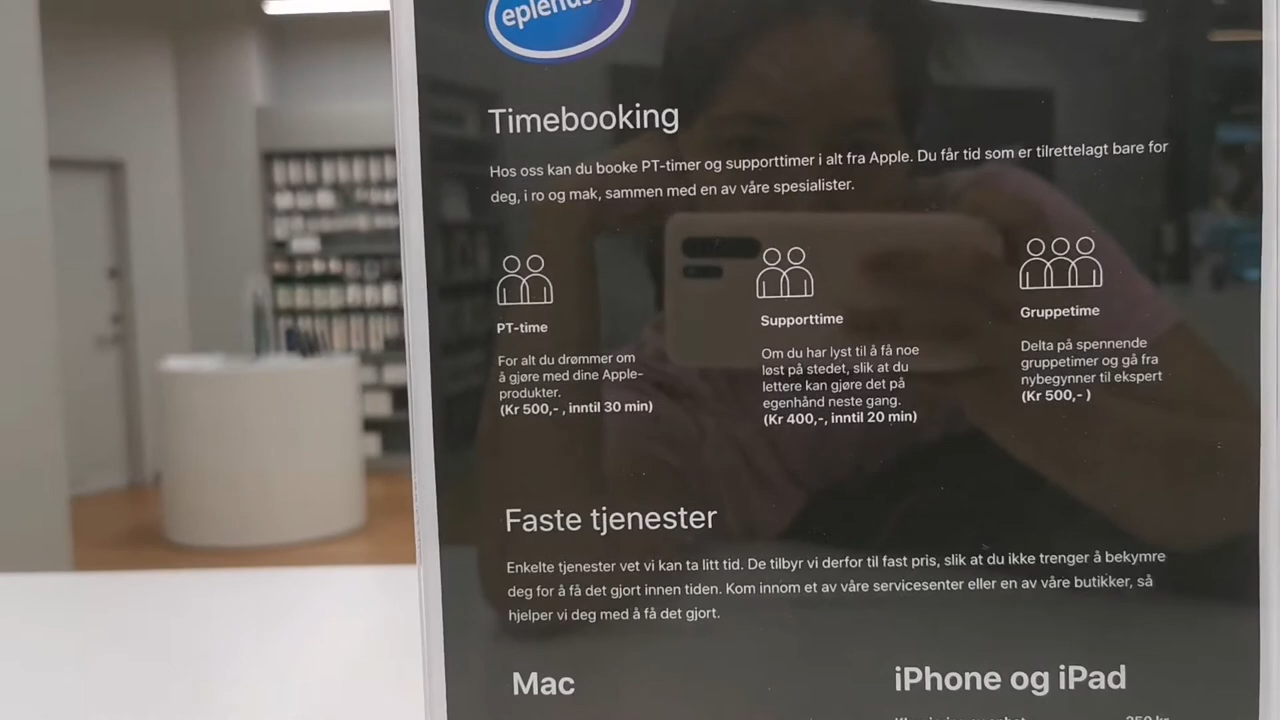 Timebooking
Hos oss kan du booke PT-timer og supporttimer i alt fra Apple. Du får tid som er tilrettelagt bare for
deg, i ro og mak, sammen med en av våre spesialister.
PT-time
For alt du drømmer om
å gjøre med dine Apple-
produkter.
(Kr 500,- , inntil 30 min)
Supporttime
Om du har lyst til å få noe
løst på stedet, slik at du
lettere kan gjøre det på
egenhånd neste gang.
(Kr 400,-, inntil 20 min)
Gruppetime
Delta på spennende
gruppetimer og gå fra
nybegynner til ekspert
(Kr 500,- )
Faste tjenester
Enkelte tjenester vet vi kan ta litt tid. De tilbyr vi derfor til fast pris, slik at du ikke trenger å bekymre
deg for å få det gjort innen tiden. Kom innom et av våre servicesenter eller en av våre butikker, så
hjelper vi deg med å få det gjort.
Mac
iPhone og iPad